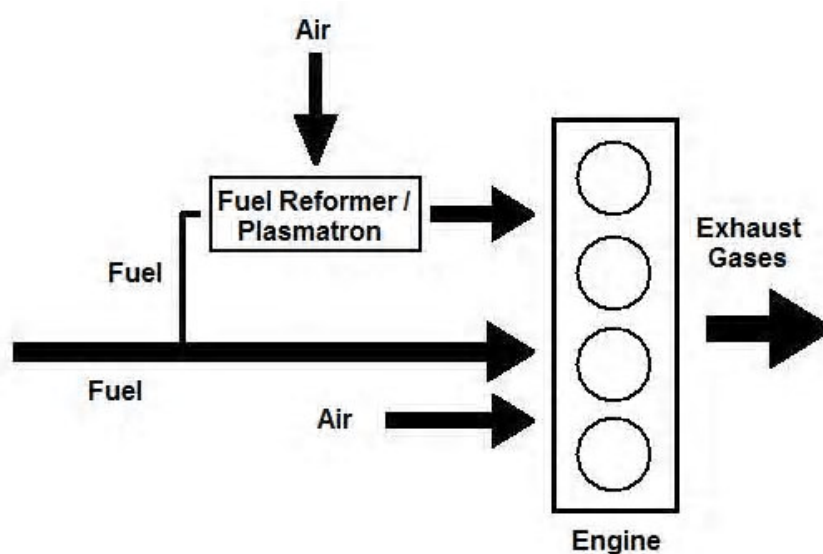 Air
Fuel Reformer /
Plasmatron
Exhaust
Gases
Fuel
Fuel
Air
Engine